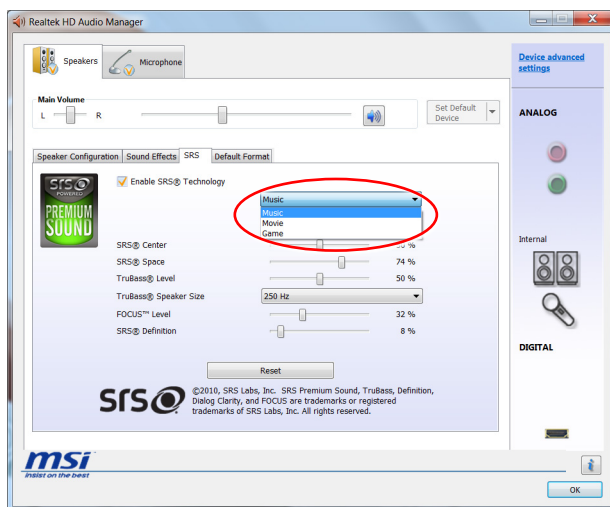 Realtek HD Audio Manager
Speakers
Microphone
Device advanced
settings
Main Volume
L
R
Set Default
Device
ANALOG
Speaker Configuration
Sound Effects
SRS
Default Format
SRS
POWERED
PREMIUM
SOUND
Enable SRS® Technology
Music
Music
Movie
Game
Internal
SRS® Center
SRS® Space
74 %
TruBass® Level
50 %
TruBass® Speaker Size
250 Hz
FOCUS™ Level
32 %
SRS® Definition
8 %
DIGITAL
Reset
SRS
©2010, SRS Labs, Inc. SRS Premium Sound, TruBass, Definition,
Dialog Clarity, and FOCUS are trademarks or registered
trademarks of SRS Labs, Inc. All rights reserved.
msi
insist on the best
i
OK